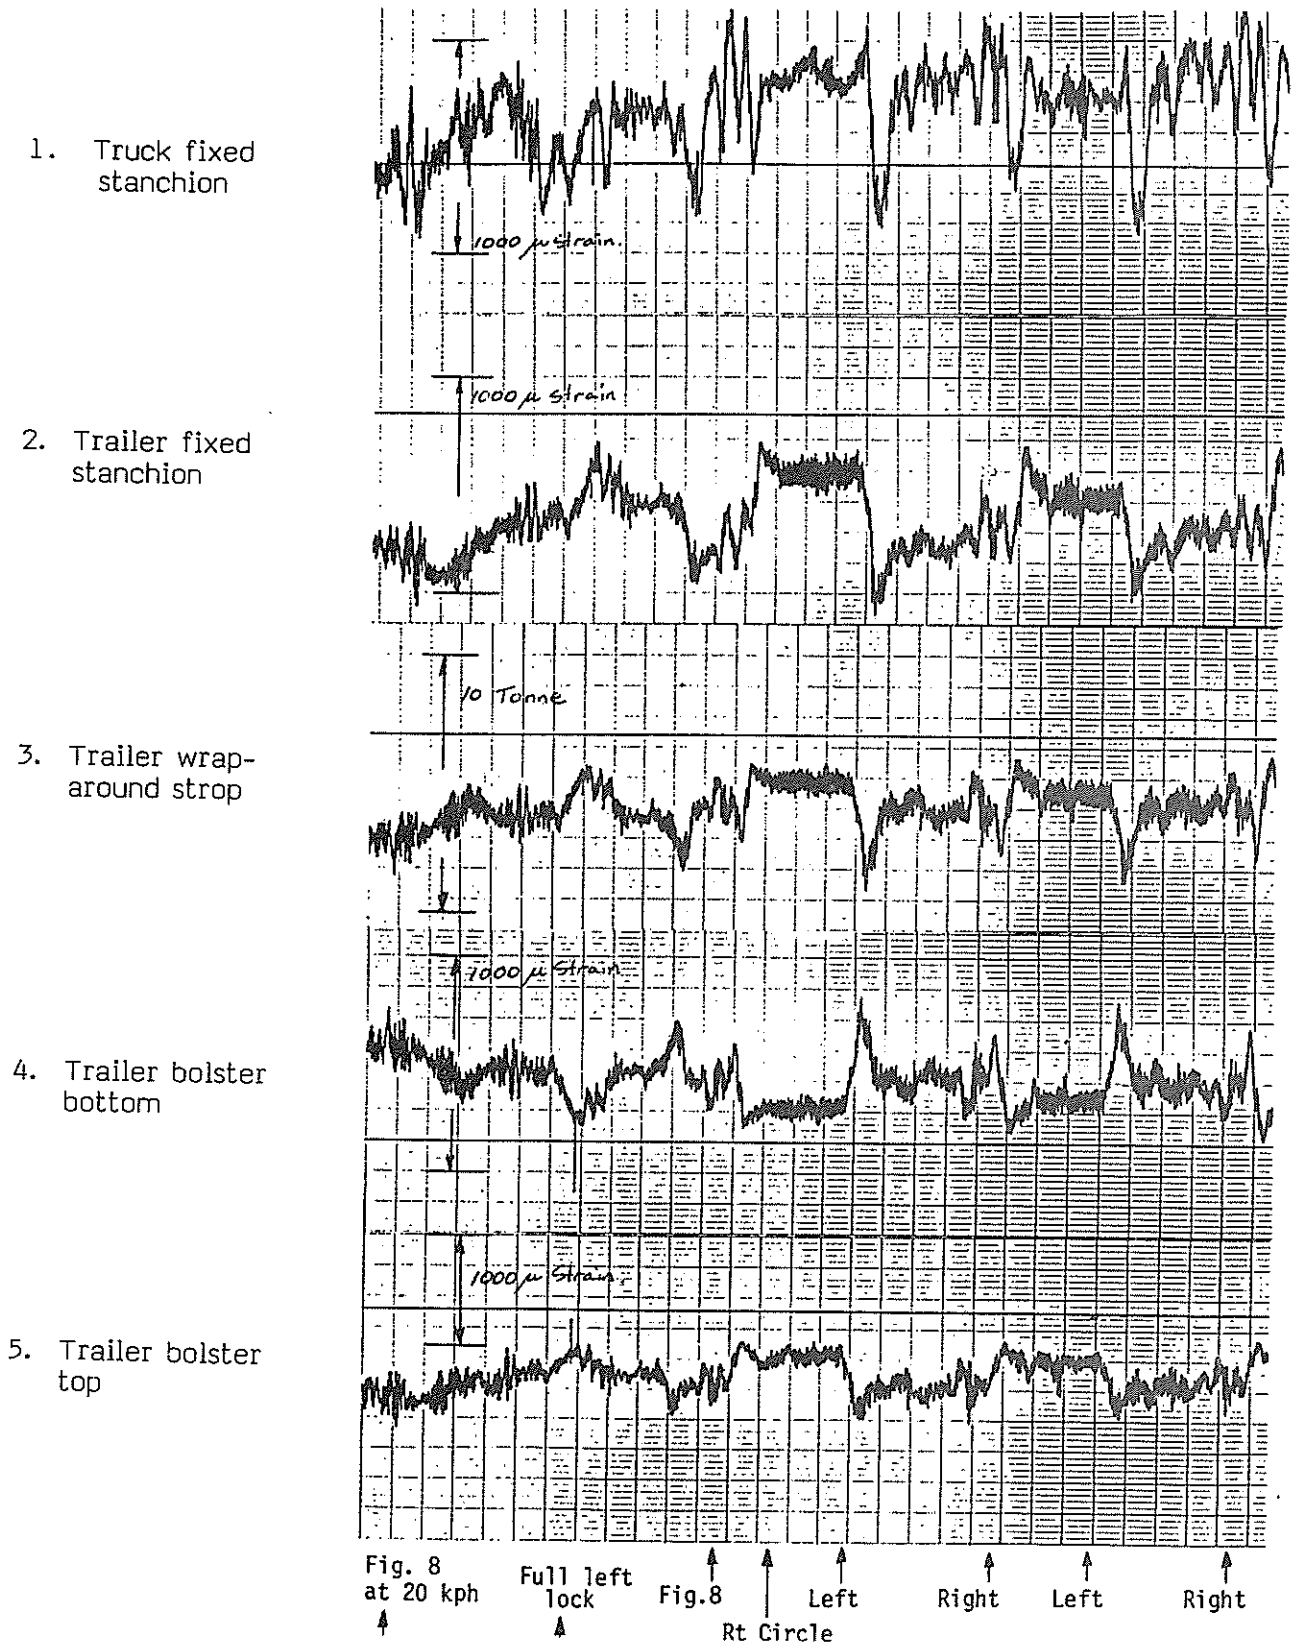 1. Truck fixed
stanchion
1000 μ strain.
1000 μ strain
2. Trailer fixed
stanchion
10 Tonne
3. Trailer wrap-
around strop
1000 μ Strain
4. Trailer bolster
bottom
1000 μ Strain.
5. Trailer bolster
top
Fig. 8
at 20 kph
Full left
lock
Fig.8
Rt Circle
Left
Right
Left
Right